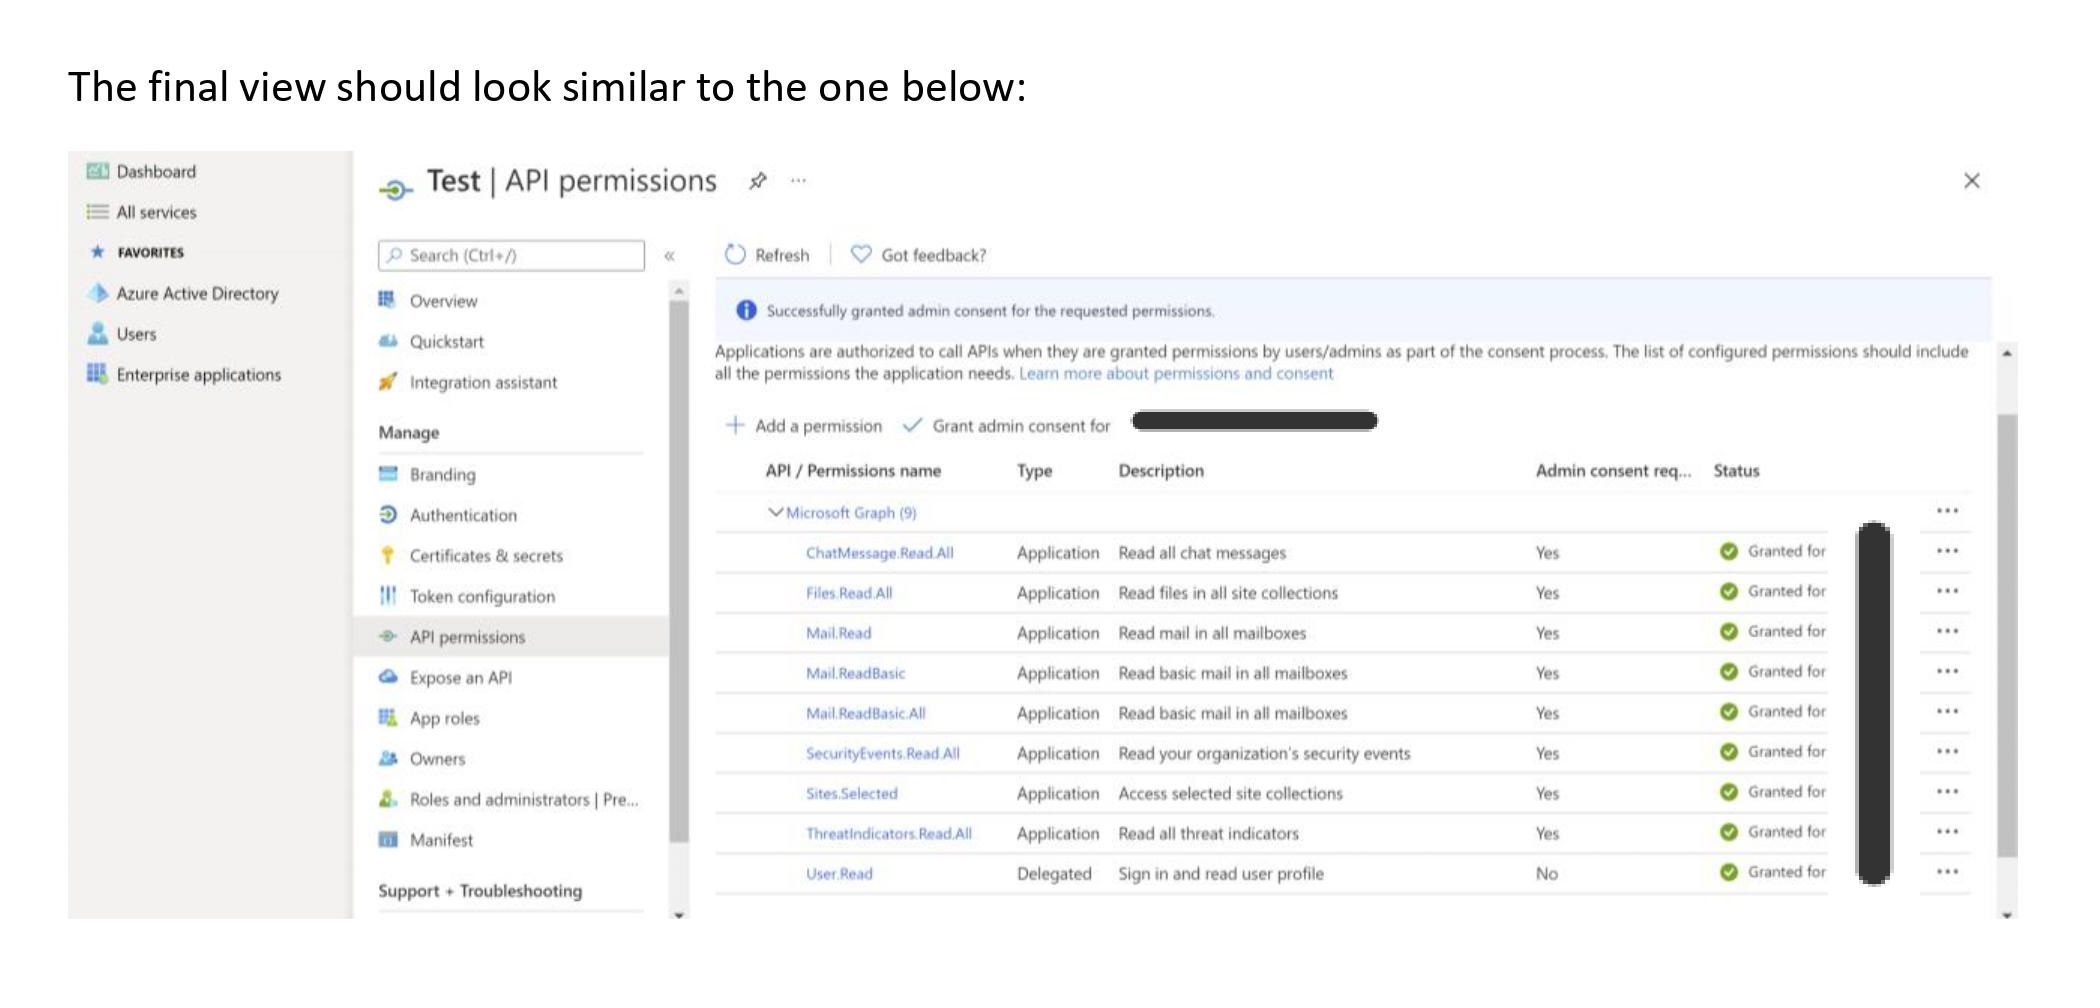 The final view should look similar to the one below:
Dashboard
All services
FAVORITES
Azure Active Directory
Users
Enterprise applications
Test | API permissions ...
Search (Ctrl+/) «
Overview
Quickstart
Integration assistant
Manage
Branding
Authentication
Certificates & secrets
Token configuration
API permissions
Expose an API
App roles
Owners
Roles and administrators | Pre...
Manifest
Support + Troubleshooting
Refresh | Got feedback?
Successfully granted admin consent for the requested permissions.
Applications are authorized to call APIs when they are granted permissions by users/admins as part of the consent process. The list of configured permissions should include
all the permissions the application needs. Learn more about permissions and consent
Add a permission Grant admin consent for
API / Permissions name Type Description Admin consent req... Status
Microsoft Graph (9) ...
ChatMessage.Read.All Application Read all chat messages Yes Granted for ...
Files.Read.All Application Read files in all site collections Yes Granted for ...
Mail.Read Application Read mail in all mailboxes Yes Granted for ...
Mail.ReadBasic Application Read basic mail in all mailboxes Yes Granted for ...
Mail.ReadBasic.All Application Read basic mail in all mailboxes Yes Granted for ...
SecurityEvents.Read.All Application Read your organization's security events Yes Granted for ...
Sites.Selected Application Access selected site collections Yes Granted for ...
ThreatIndicators.Read.All Application Read all threat indicators Yes Granted for ...
User.Read Delegated Sign in and read user profile No Granted for ...